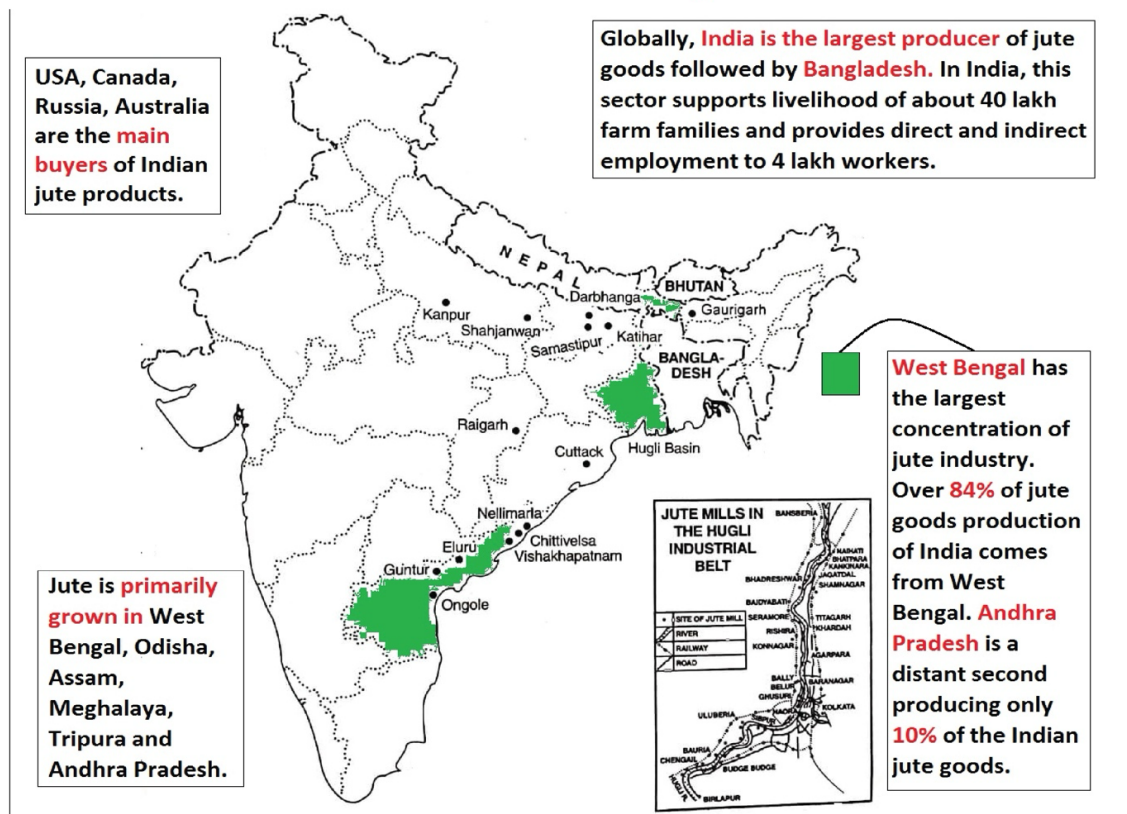 USA, Canada,
Russia, Australia
are the main
buyers of Indian
jute products.
Globally, India is the largest producer of jute
goods followed by Bangladesh. In India, this
sector supports livelihood of about 40 lakh
farm families and provides direct and indirect
employment to 4 lakh workers.
NEPAL
BHUTAN
Darbhanga
Gaurigarh
Kanpur
Shahjanwan
Samastipur
Katihar
BANGLA-
DESH
Raigarh
Cuttack
Hugli Basin
Nellimarla
Chittivelsa
Vishakhapatnam
Eluru
Guntur
Ongole
West Bengal has
the largest
concentration of
jute industry.
Over 84% of jute
goods production
of India comes
from West
Bengal. Andhra
Pradesh is a
distant second
producing only
10% of the Indian
jute goods.
Jute is primarily
grown in West
Bengal, Odisha,
Assam,
Meghalaya,
Tripura and
Andhra Pradesh.
JUTE MILLS IN
THE HUGLI
INDUSTRIAL
BELT
BANSBERIA
NAIHATI
BHATPARA
KANKINARA
JAGATDAL
SHAMNAGAR
BHADRESHWAR
BAJDYABATI
SERAMORE
TITAGARH
KHARDAH
RISHIRA
KONNAGAR
AGARPARA
SITE OF JUTE MILL
RIVER
RAILWAY
ROAD
BALLY
BELUR
GHUSURI
BARANAGAR
HAORA
KOLKATA
ULUBERIA
SIBPUR
BAURIA
CHENGAIL
BUDGE BUDGE
HUGLI R.
BIRLAPUR